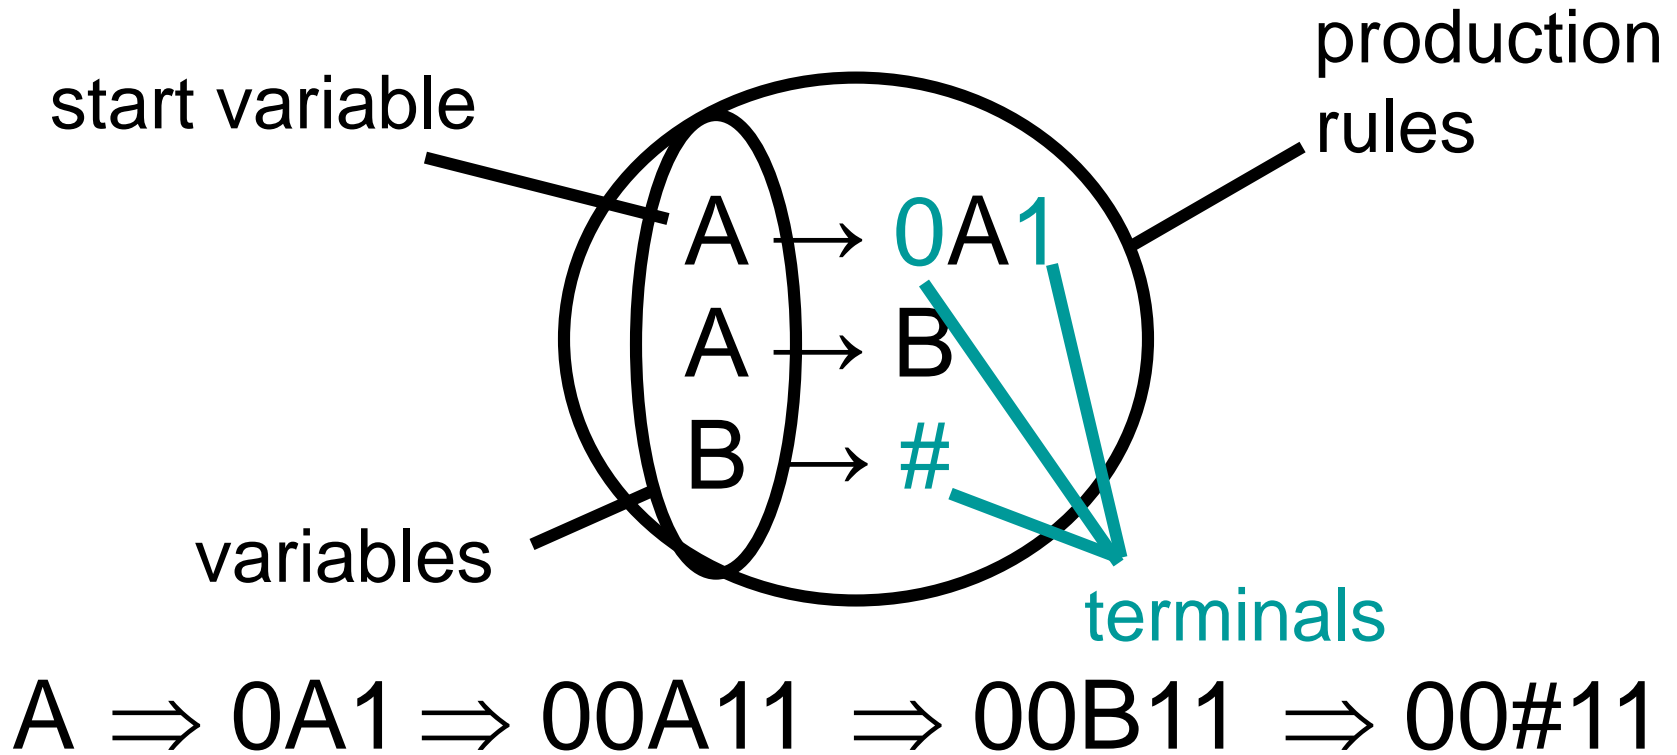 production
rules
start variable
A → 0A1
A → B
B → #
variables
terminals
A ⇒ 0A1 ⇒ 00A11 ⇒ 00B11 ⇒ 00#11